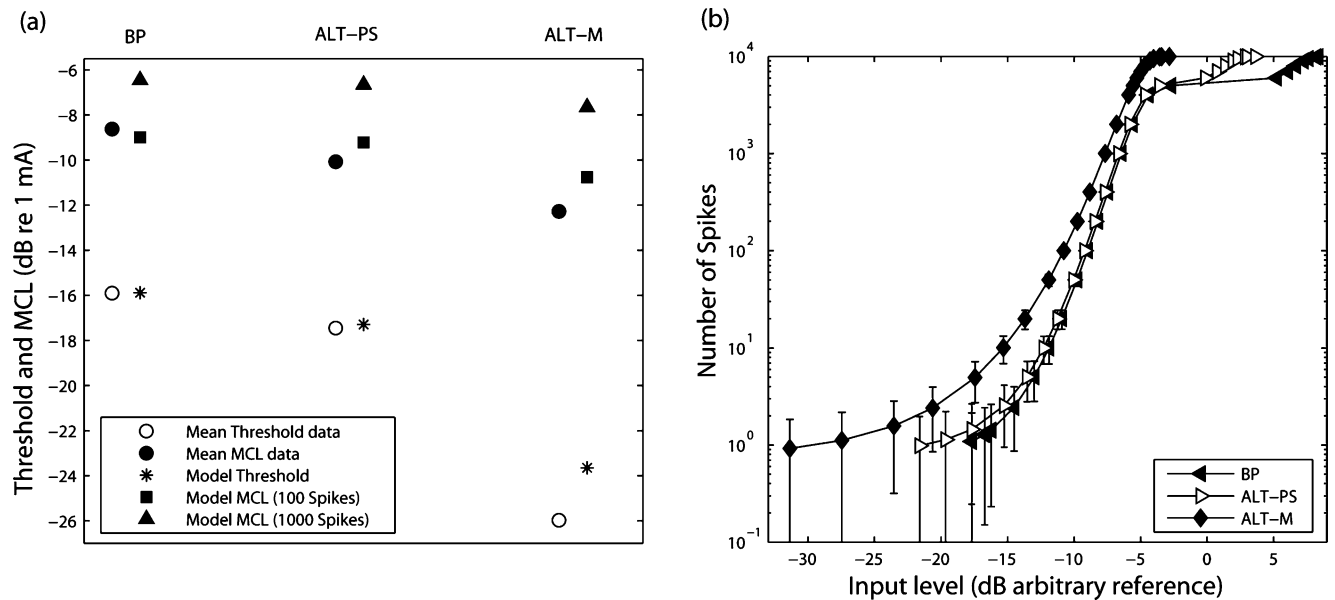 (a)
BP
ALT−PS
ALT−M
−6
−8
−10
−12
−14
−16
−18
−20
−22
−24
−26
Threshold and MCL (dB re 1 mA)
Mean Threshold data
Mean MCL data
Model Threshold
Model MCL (100 Spikes)
Model MCL (1000 Spikes)
(b)
10^4
10^3
10^2
10^1
10^0
10^−1
Number of Spikes
−30
−25
−20
−15
−10
−5
0
5
Input level (dB arbitrary reference)
BP
ALT−PS
ALT−M